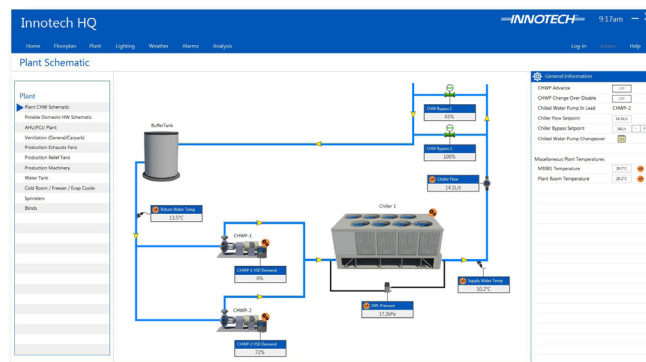 Innotech HQ
INNOTECH
9:17am
Home Floorplan Plant Lighting Weather Alarms Analysis
Log-in Access Help
Plant Schematic
Plant
Plant CHW Schematic
Potable Domestic HW Schematic
AHU/FCU Plant
Ventilation (General/Carpark)
Production Exhausts Fans
Production Relief Fans
Production Machinery
Water Tank
Cold Room / Freezer / Evap Cooler
Sprinklers
Blinds
BufferTank
CHW Bypass 1
65%
CHW Bypass 2
100%
Chiller Flow
14.1L/s
Return Water Temp
13.5°C
Chiller 1
CHWP-1
CHWP-1 VSD Demand
0%
Supply Water Temp
10.2°C
Diff. Pressure
17.2kPa
CHWP-2
CHWP-2 VSD Demand
72%
General Information
CHWP Advance Off
CHWP Change Over Disable Off
Chilled Water Pump In Lead CHWP-2
Chiller Flow Setpoint
Chiller Bypass Setpoint - +
Chilled Water Pump Changeover
Miscellaneous Plant Temperatures
MSSB1 Temperature
Plant Room Temperature